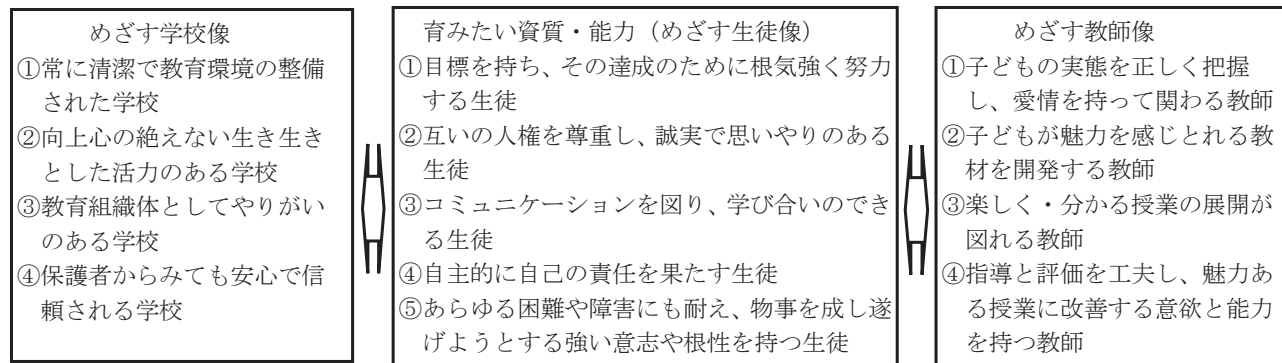 めざす学校像
①常に清潔で教育環境の整備
された学校
②向上心の絶えない生き生き
とした活力のある学校
③教育組織体としてやりがい
のある学校
④保護者からみても安心で信
頼される学校
育みたい資質・能力（めざす生徒像）
①目標を持ち、その達成のために根気強く努力
する生徒
②互いの人権を尊重し、誠実で思いやりのある
生徒
③コミュニケーションを図り、学び合いのでき
る生徒
④自主的に自己の責任を果たす生徒
⑤あらゆる困難や障害にも耐え、物事を成し遂
げようとする強い意志や根性を持つ生徒
めざす教師像
①子どもの実態を正しく把握
し、愛情を持って関わる教師
②子どもが魅力を感じとれる教
材を開発する教師
③楽しく・分かる授業の展開が
図れる教師
④指導と評価を工夫し、魅力あ
る授業に改善する意欲と能力
を持つ教師